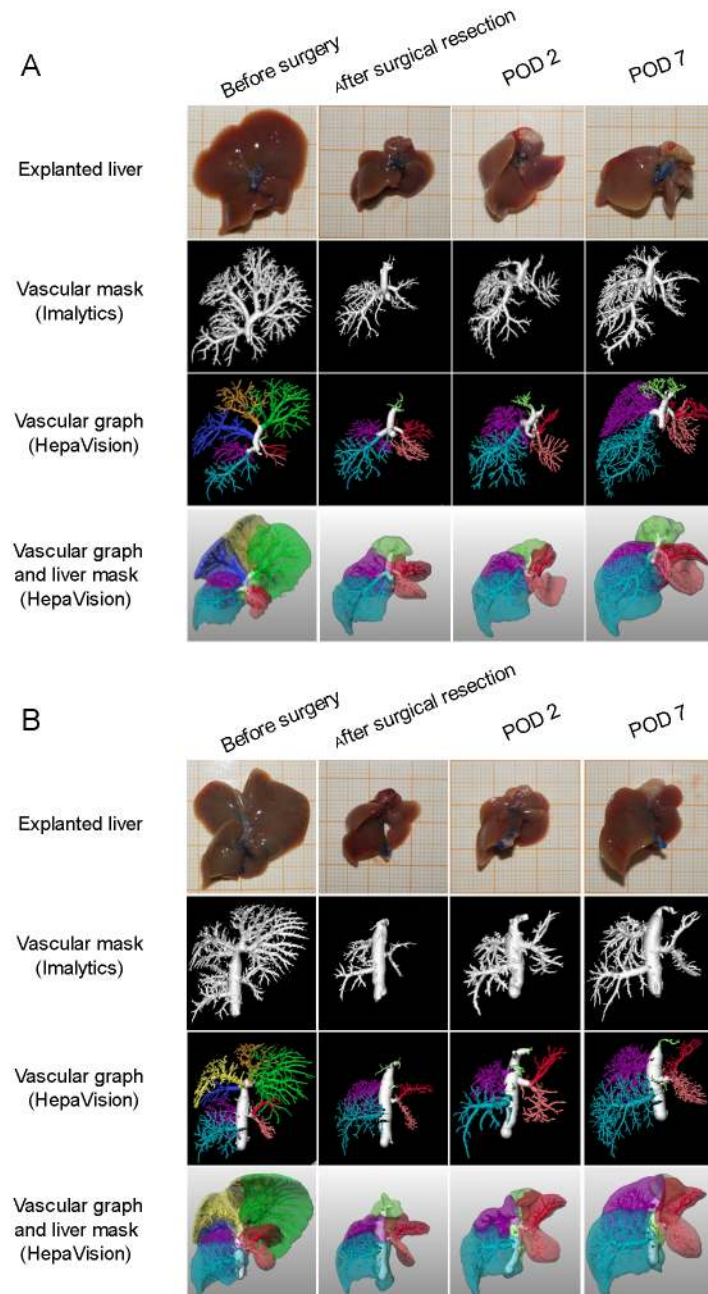 A
Before surgery
After surgical resection
POD 2
POD 7
Explanted liver
Vascular mask
(Imalytics)
Vascular graph
(HepaVision)
Vascular graph
and liver mask
(HepaVision)
B
Before surgery
After surgical resection
POD 2
POD 7
Explanted liver
Vascular mask
(Imalytics)
Vascular graph
(HepaVision)
Vascular graph
and liver mask
(HepaVision)